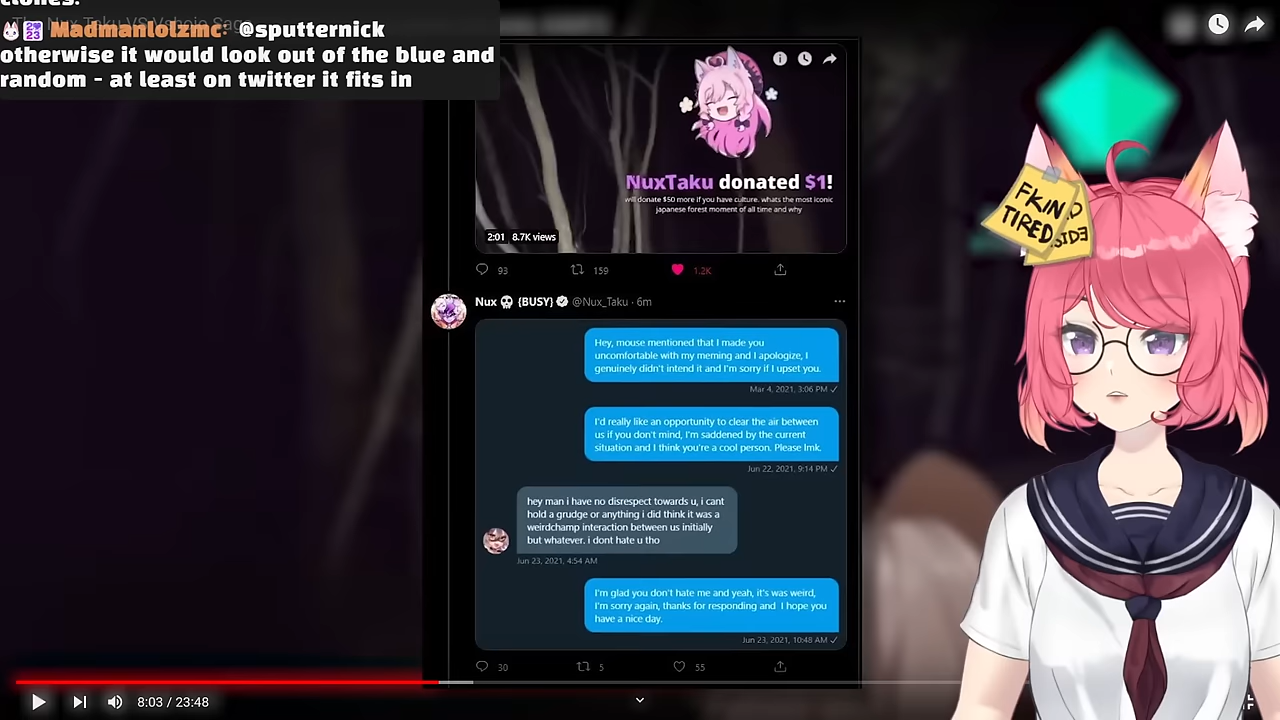 clones.
The Nux Taku VS Vshojo Saga
Madmanlolzmc: @sputternick
otherwise it would look out of the blue and
random - at least on twitter it fits in
NuxTaku donated $1!
will donate $50 more if you have culture. whats the most iconic
japanese forest moment of all time and why
2:01 8.7K views
93 159 1.2K
Nux {BUSY} @Nux_Taku · 6m
Hey, mouse mentioned that I made you
uncomfortable with my meming and I apologize, I
genuinely didn't intend it and I'm sorry if I upset you.
Mar 4, 2021, 3:06 PM
I'd really like an opportunity to clear the air between
us if you don't mind, I'm saddened by the current
situation and I think you're a cool person. Please lmk.
Jun 22, 2021, 9:14 PM
hey man i have no disrespect towards u, i cant
hold a grudge or anything i did think it was a
weirdchamp interaction between us initially
but whatever. i dont hate u tho
Jun 23, 2021, 4:54 AM
I'm glad you don't hate me and yeah, it's was weird,
I'm sorry again, thanks for responding and I hope you
have a nice day.
Jun 23, 2021, 10:48 AM
30 5 55
8:03 / 23:48
FKIN
TIRED